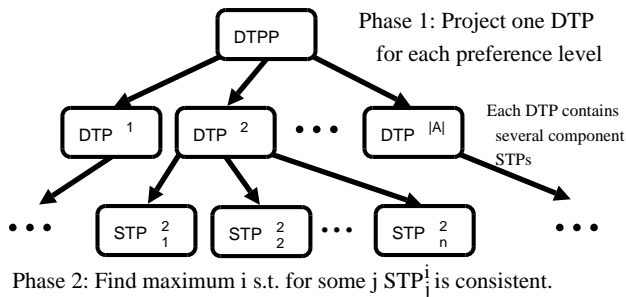 Phase 1: Project one DTP
for each preference level
DTPP
DTP 1
DTP 2
• • •
DTP |A|
Each DTP contains
several component
STPs
• • •
STP 2 1
STP 2 2
• • •
STP 2 n
• • •
Phase 2: Find maximum i s.t. for some j STP i j is consistent.